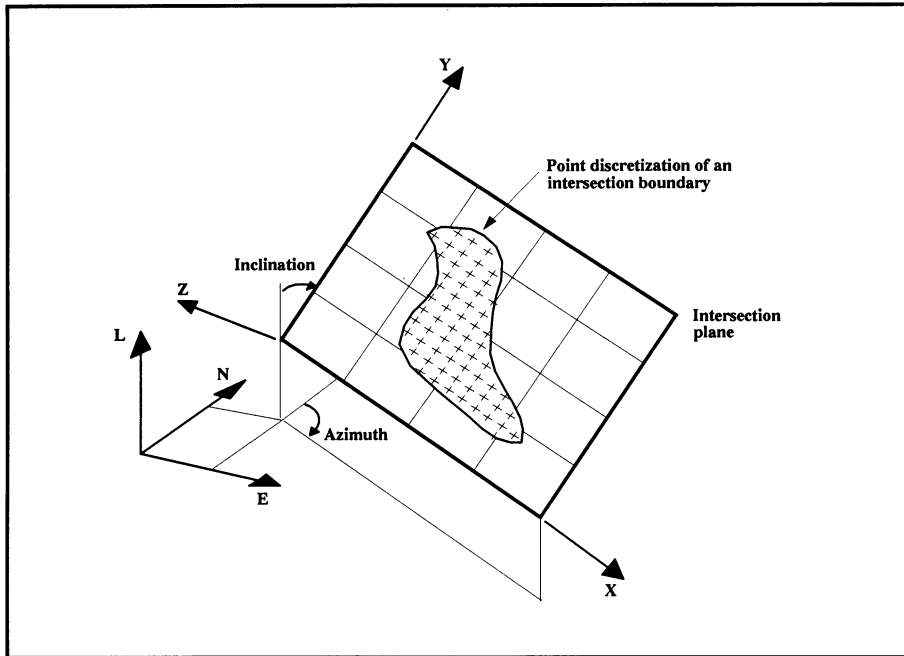 Y
Point discretization of an
intersection boundary
Inclination
Z
Intersection
plane
L
N
Azimuth
E
X